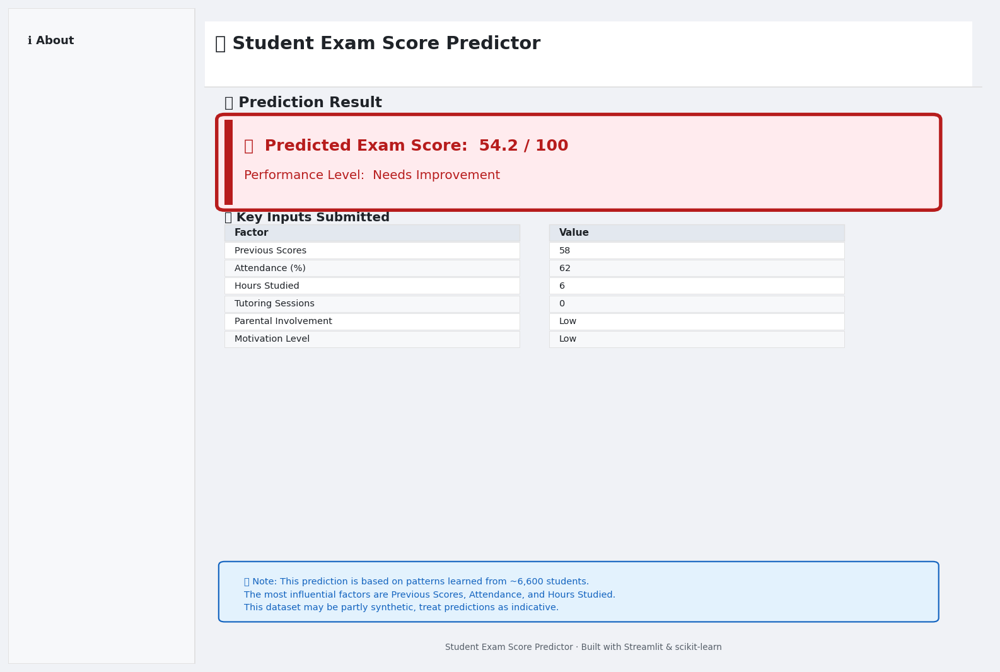 ℹ About
Student Exam Score Predictor
Prediction Result
Predicted Exam Score: 54.2 / 100
Performance Level: Needs Improvement
Key Inputs Submitted
Factor Value
Previous Scores 58
Attendance (%) 62
Hours Studied 6
Tutoring Sessions 0
Parental Involvement Low
Motivation Level Low
Note: This prediction is based on patterns learned from ~6,600 students.
The most influential factors are Previous Scores, Attendance, and Hours Studied.
This dataset may be partly synthetic, treat predictions as indicative.
Student Exam Score Predictor · Built with Streamlit & scikit-learn